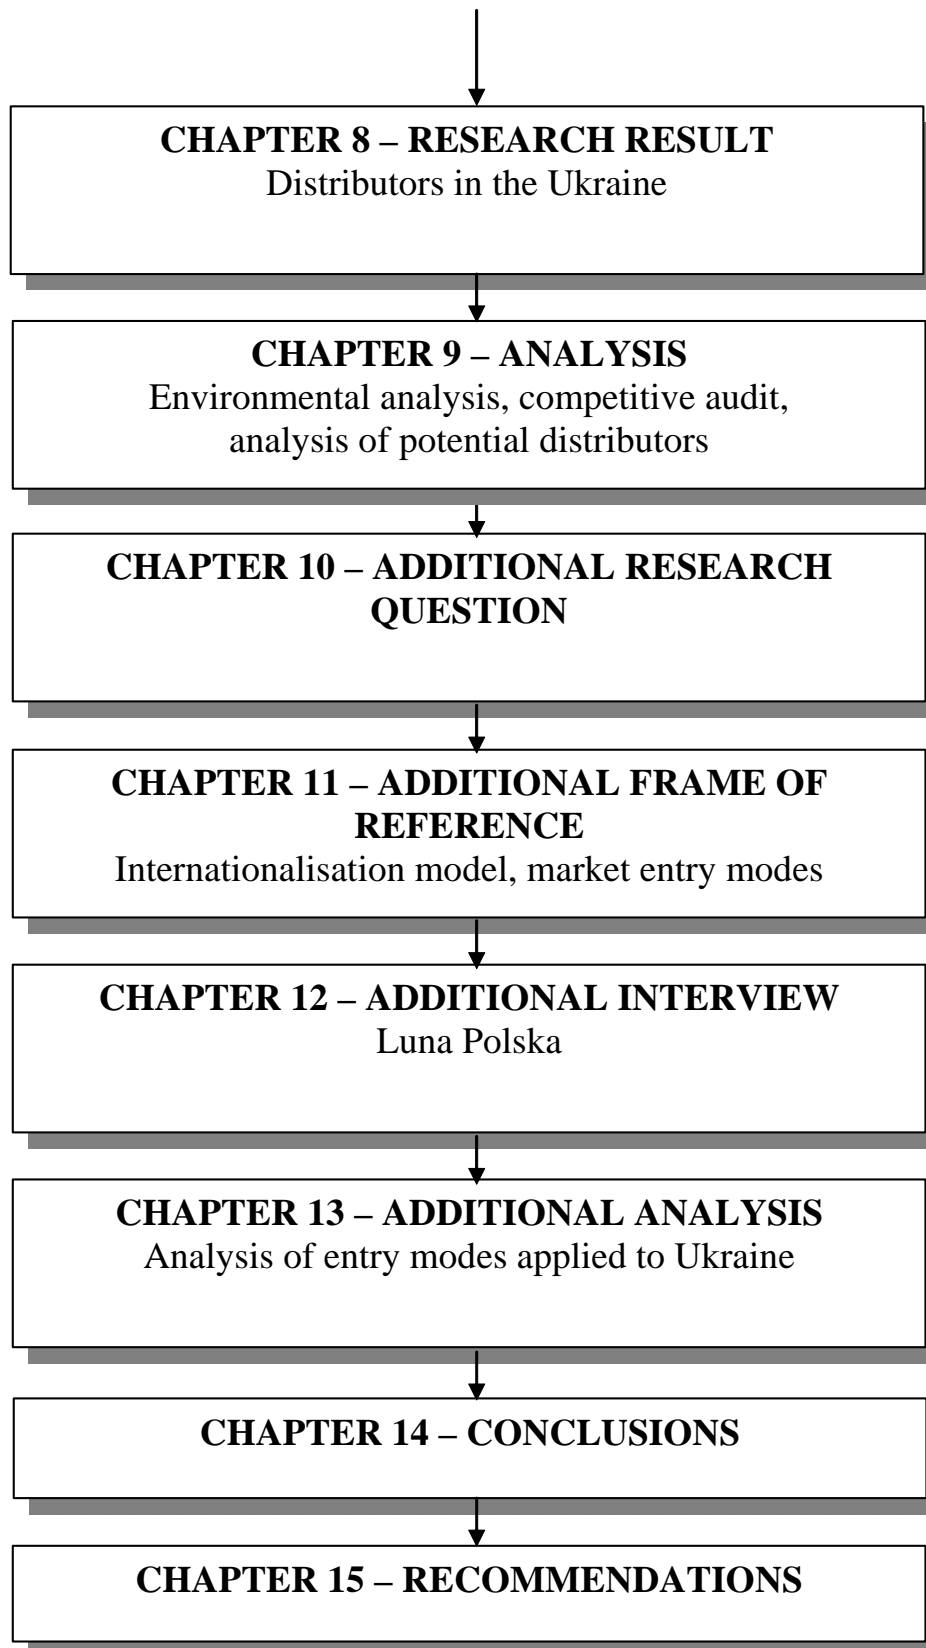 CHAPTER 8 – RESEARCH RESULT
Distributors in the Ukraine
CHAPTER 9 – ANALYSIS
Environmental analysis, competitive audit,
analysis of potential distributors
CHAPTER 10 – ADDITIONAL RESEARCH
QUESTION
CHAPTER 11 – ADDITIONAL FRAME OF
REFERENCE
Internationalisation model, market entry modes
CHAPTER 12 – ADDITIONAL INTERVIEW
Luna Polska
CHAPTER 13 – ADDITIONAL ANALYSIS
Analysis of entry modes applied to Ukraine
CHAPTER 14 – CONCLUSIONS
CHAPTER 15 – RECOMMENDATIONS